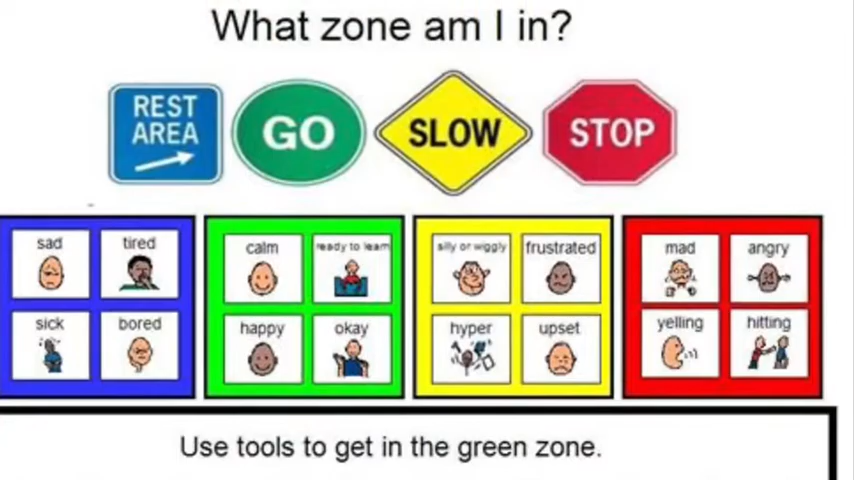 What zone am I in?
REST
AREA
GO
SLOW
STOP
sad
tired
calm
ready to learn
silly or wiggly
frustrated
mad
angry
sick
bored
happy
okay
hyper
upset
yelling
hitting
Use tools to get in the green zone.